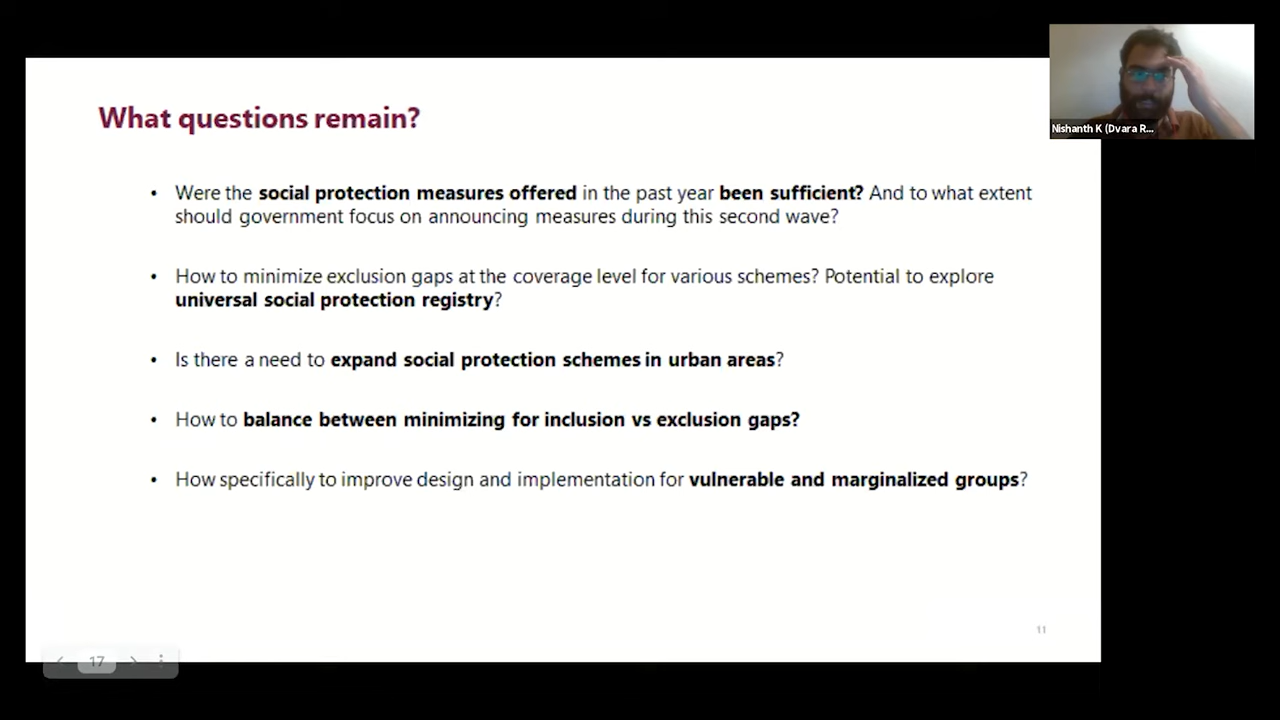 What questions remain?
Nishanth K (Dvara R...
• Were the social protection measures offered in the past year been sufficient? And to what extent
should government focus on announcing measures during this second wave?
• How to minimize exclusion gaps at the coverage level for various schemes? Potential to explore
universal social protection registry?
• Is there a need to expand social protection schemes in urban areas?
• How to balance between minimizing for inclusion vs exclusion gaps?
• How specifically to improve design and implementation for vulnerable and marginalized groups?
11
17